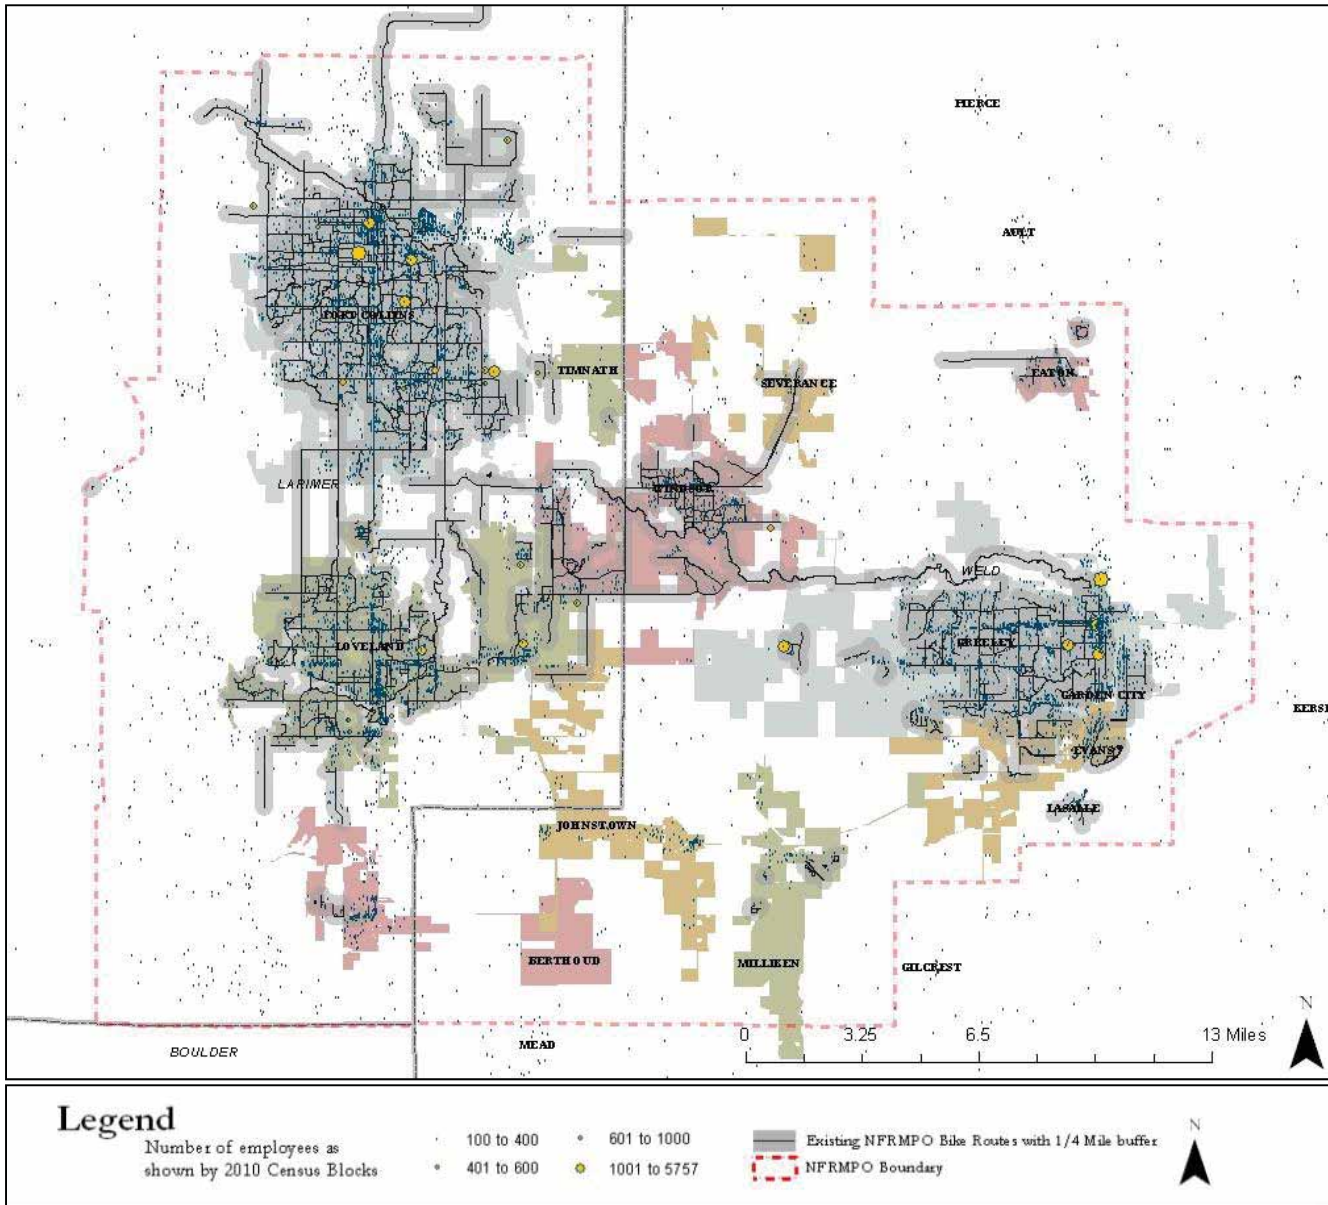 PIERCE
AULT
FORT COLLINS
TIMNATH
SEVERANCE
EATON
LARIMER
WINDSOR
WELD
LOVELAND
GREELEY
GARDEN CITY
KERSE
EVANS
LASALLE
JOHNSTOWN
BERTHOUD
MILLIKEN
GILCREST
N
0 3.25 6.5 13 Miles
MEAD
BOULDER
Legend
Number of employees as
shown by 2010 Census Blocks
100 to 400
401 to 600
601 to 1000
1001 to 5757
Existing NFRMPO Bike Routes with 1/4 Mile buffer
NFRMPO Boundary
N